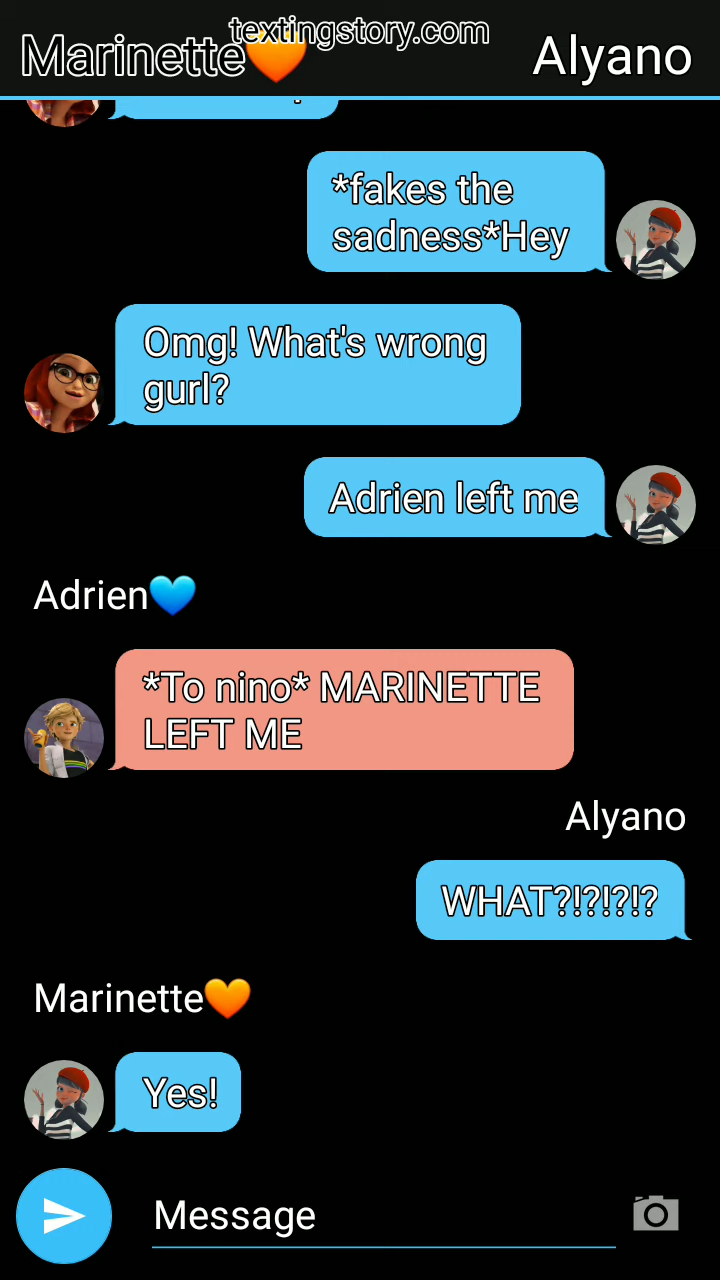 textingstory.com
Marinette🧡
Alyano
*fakes the
sadness*Hey
Omg! What's wrong
gurl?
Adrien left me
Adrien💙
*To nino* MARINETTE
LEFT ME
Alyano
WHAT?!?!?!?
Marinette🧡
Yes!
Message